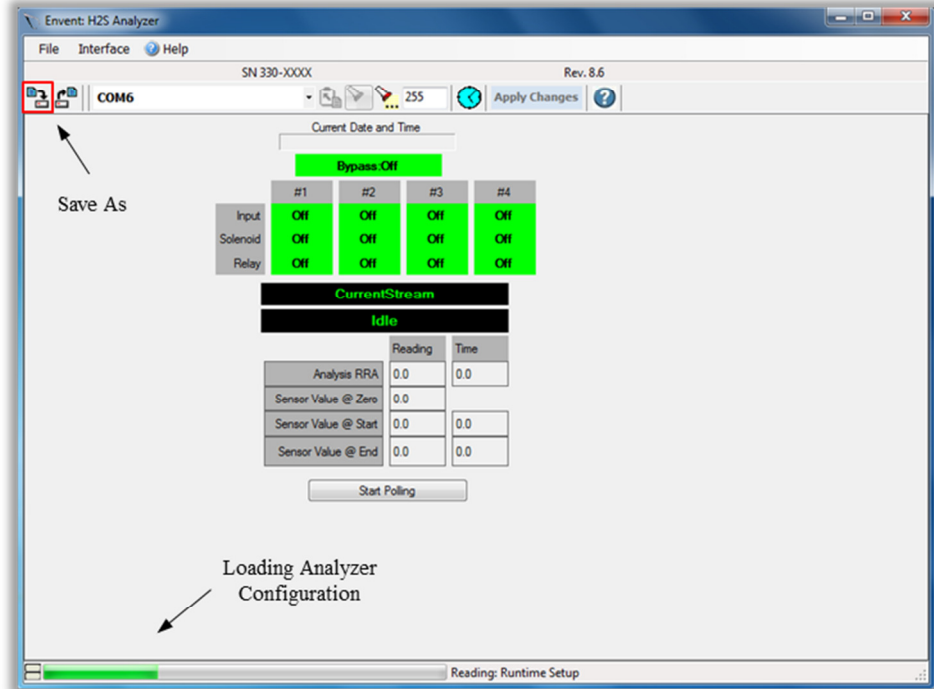 Envent: H2S Analyzer
File Interface Help
SN 330-XXXX Rev. 8.6
COM6 255 Apply Changes
Save As
Current Date and Time
Bypass:Off
#1 #2 #3 #4
Input Off Off Off Off
Solenoid Off Off Off Off
Relay Off Off Off Off
CurrentStream
Idle
Reading Time
Analysis RRA 0.0 0.0
Sensor Value @ Zero 0.0
Sensor Value @ Start 0.0 0.0
Sensor Value @ End 0.0 0.0
Start Polling
Loading Analyzer
Configuration
Reading: Runtime Setup